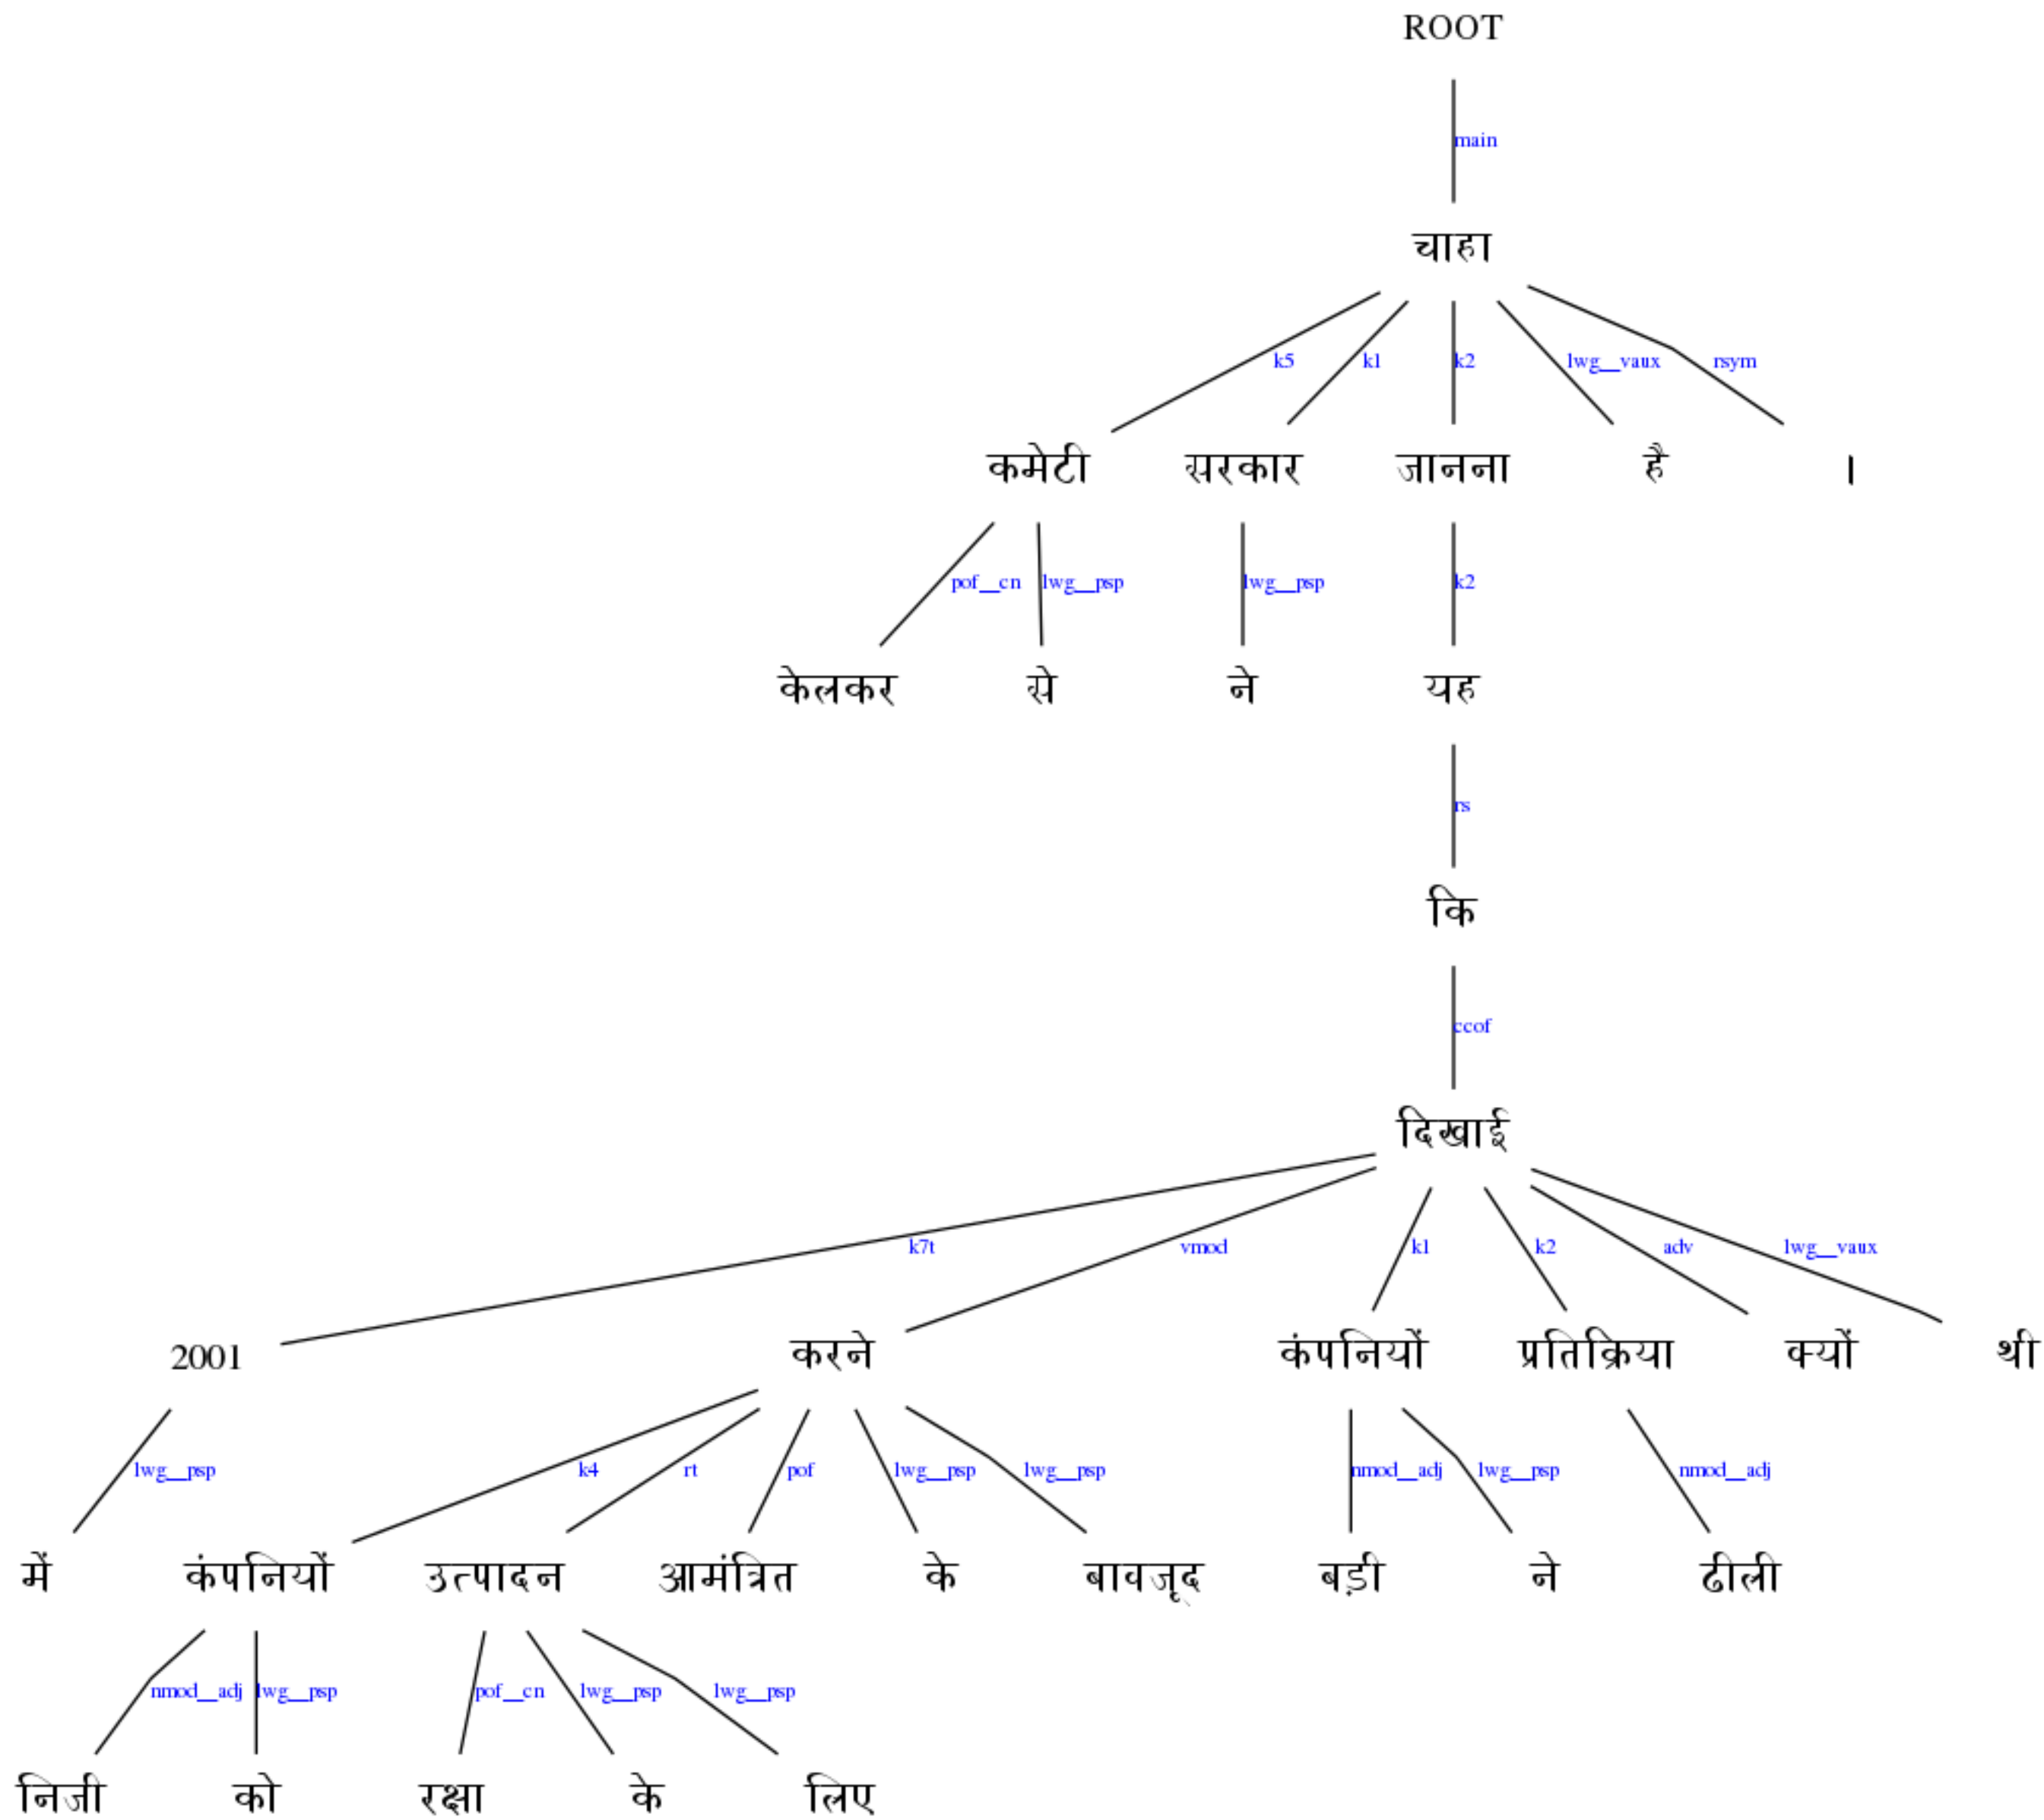 ROOT
main
चाहा
k5 k1 k2 lwg__vaux rsym
कमेटी सरकार जानना है ।
pof__cn lwg__psp lwg__psp k2
केलकर से ने यह
rs
कि
ccof
दिखाई
k7t vmod k1 k2 adv lwg__vaux
2001 करने कंपनियों प्रतिक्रिया क्यों थी
lwg__psp k4 rt pof lwg__psp lwg__psp nmod__adj lwg__psp nmod__adj
में कंपनियों उत्पादन आमंत्रित के बावजूद बड़ी ने ढीली
nmod__adj lwg__psp pof__cn lwg__psp lwg__psp
निजी को रक्षा के लिए